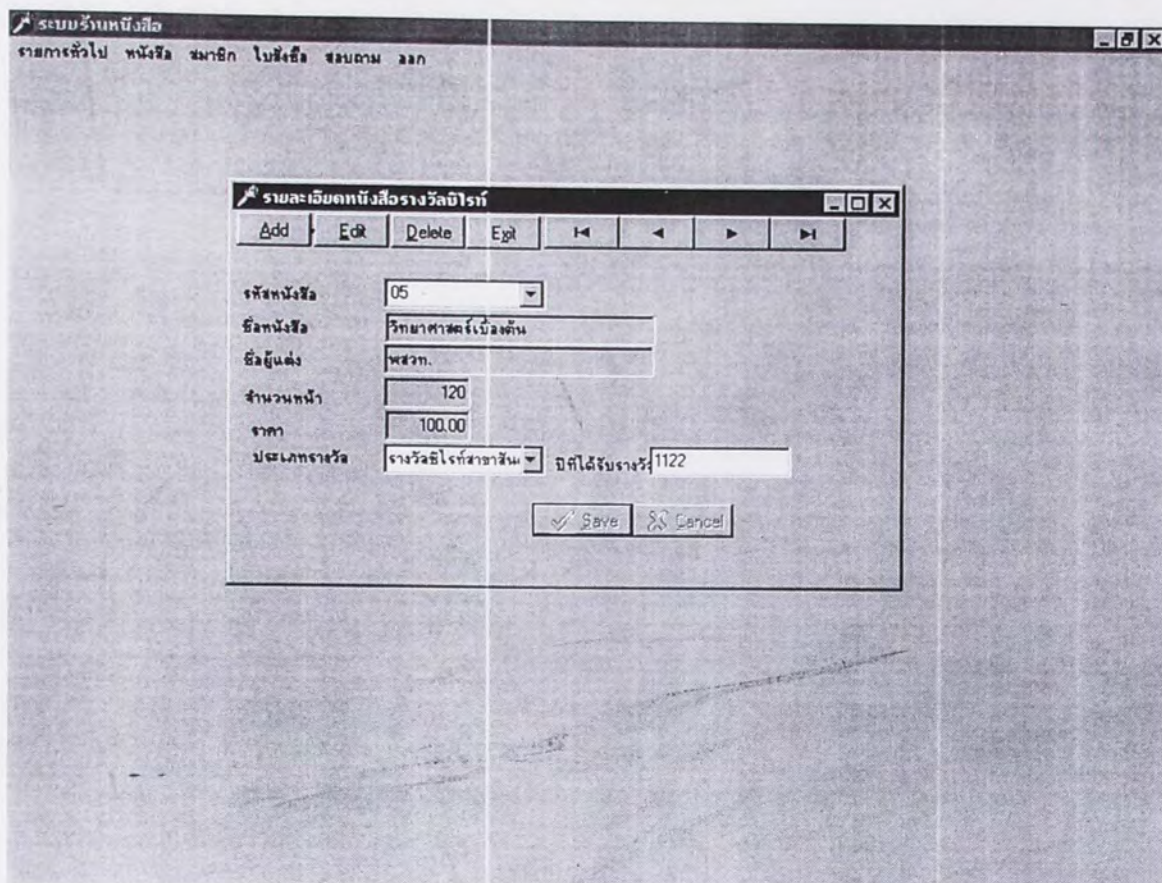 ระบบร้านหนังสือ
รายการทั่วไป หนังสือ สมาชิก ใบสั่งซื้อ สอบถาม ออก
รายละเอียดหนังสือรางวัลซีไรท์
Add Edit Delete Exit
รหัสหนังสือ 05
ชื่อหนังสือ วิทยาศาสตร์เบื้องต้น
ชื่อผู้แต่ง พสวท.
จำนวนหน้า 120
ราคา 100.00
ประเภทรางวัล รางวัลซีไรท์สาขาสัน ปีที่ได้รับรางวัล 1122
Save Cancel